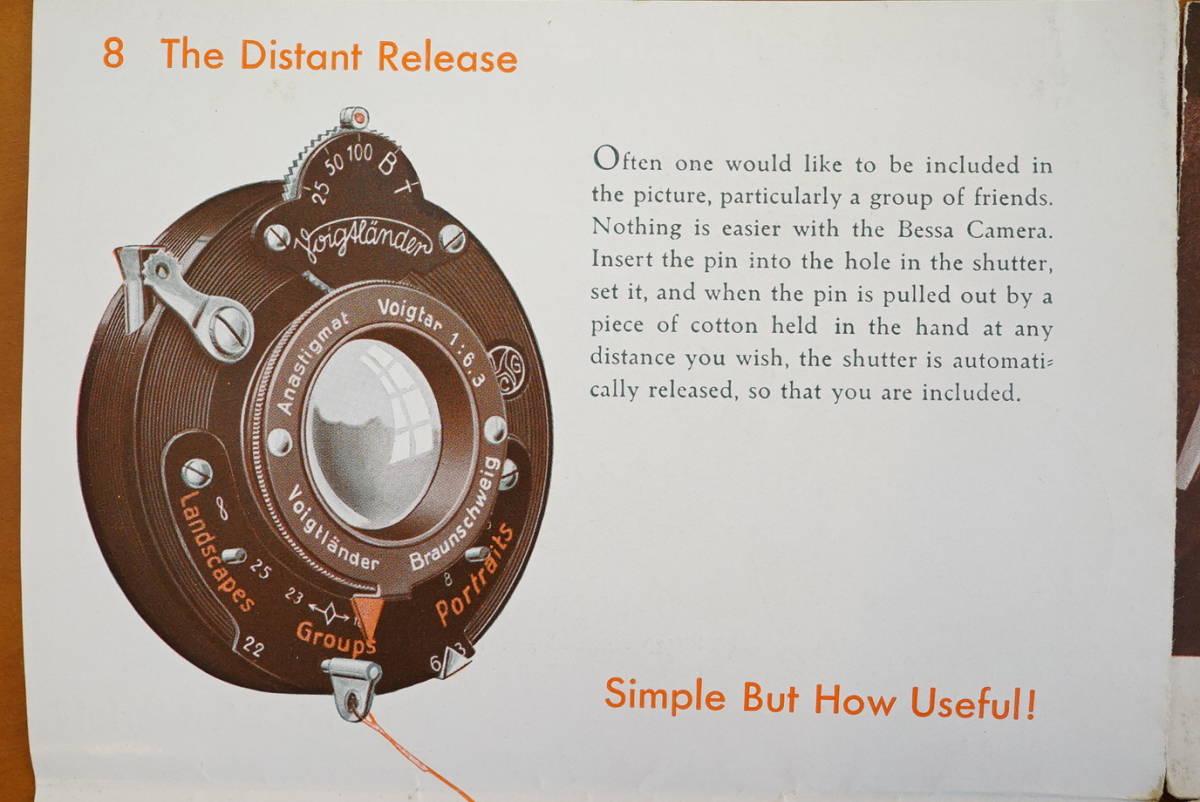 8 The Distant Release
25 50 100 B T
Voigtländer
Anastigmat Voigtar 1:6.3
Voigtländer Braunschweig
Landscapes
∞
25
23
8
Groups
Portraits
22
6,3
Often one would like to be included in
the picture, particularly a group of friends.
Nothing is easier with the Bessa Camera.
Insert the pin into the hole in the shutter,
set it, and when the pin is pulled out by a
piece of cotton held in the hand at any
distance you wish, the shutter is automati⸗
cally released, so that you are included.
Simple But How Useful!